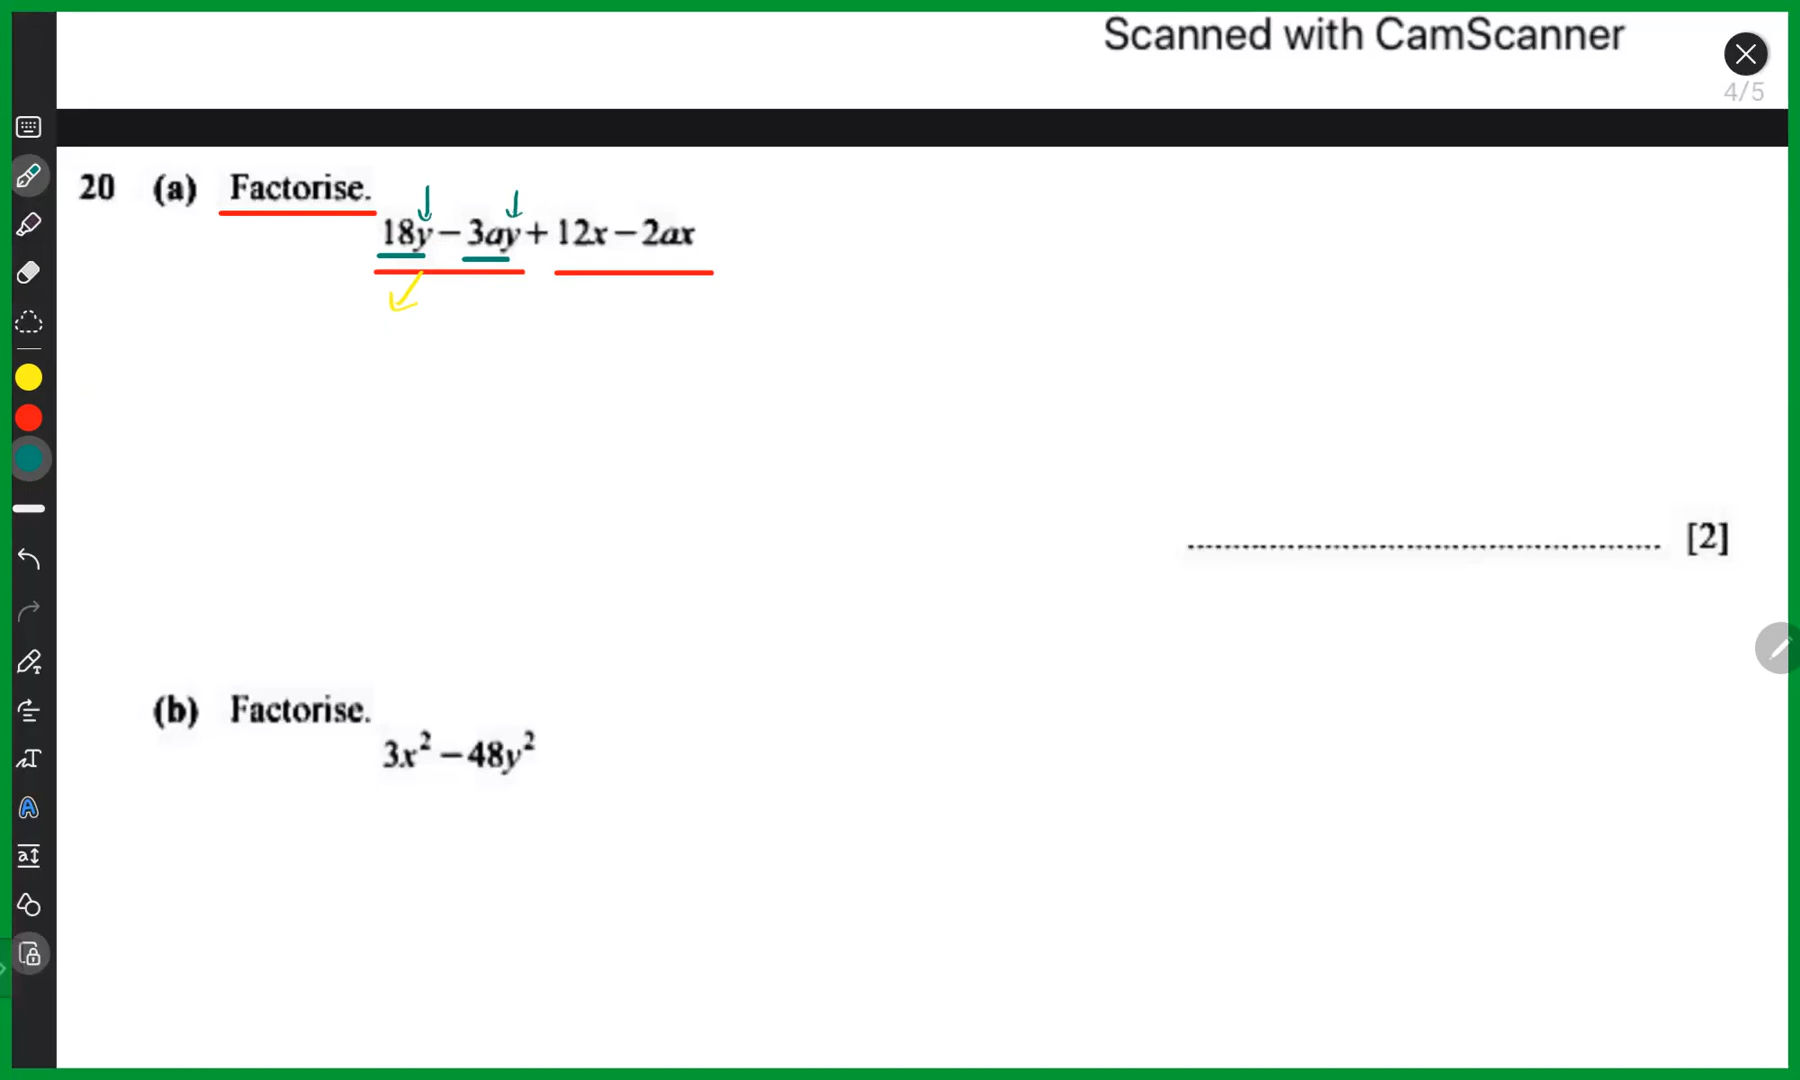 Scanned with CamScanner
4/5
20 (a) Factorise.
18y − 3ay + 12x − 2ax
[2]
(b) Factorise.
3x² − 48y²